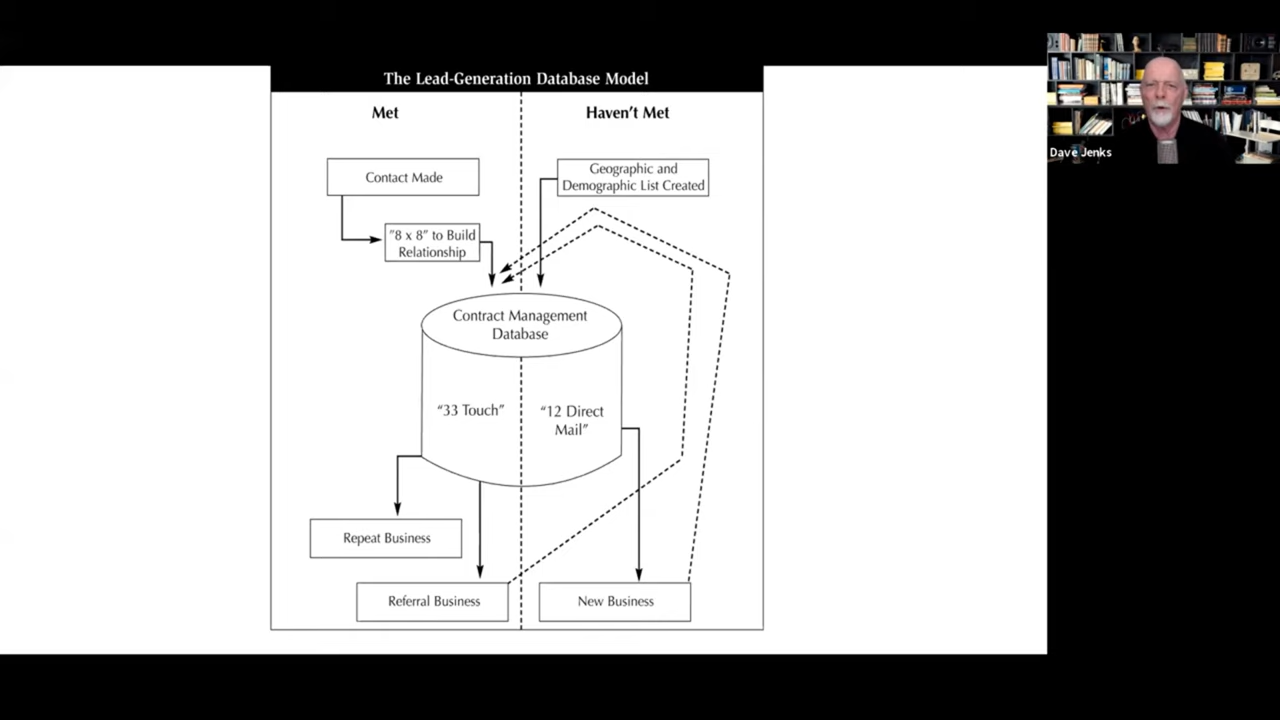 The Lead-Generation Database Model
Met
Haven't Met
Contact Made
Geographic and
Demographic List Created
"8 x 8" to Build
Relationship
Contract Management
Database
"33 Touch"
"12 Direct
Mail"
Repeat Business
Referral Business
New Business
Dave Jenks